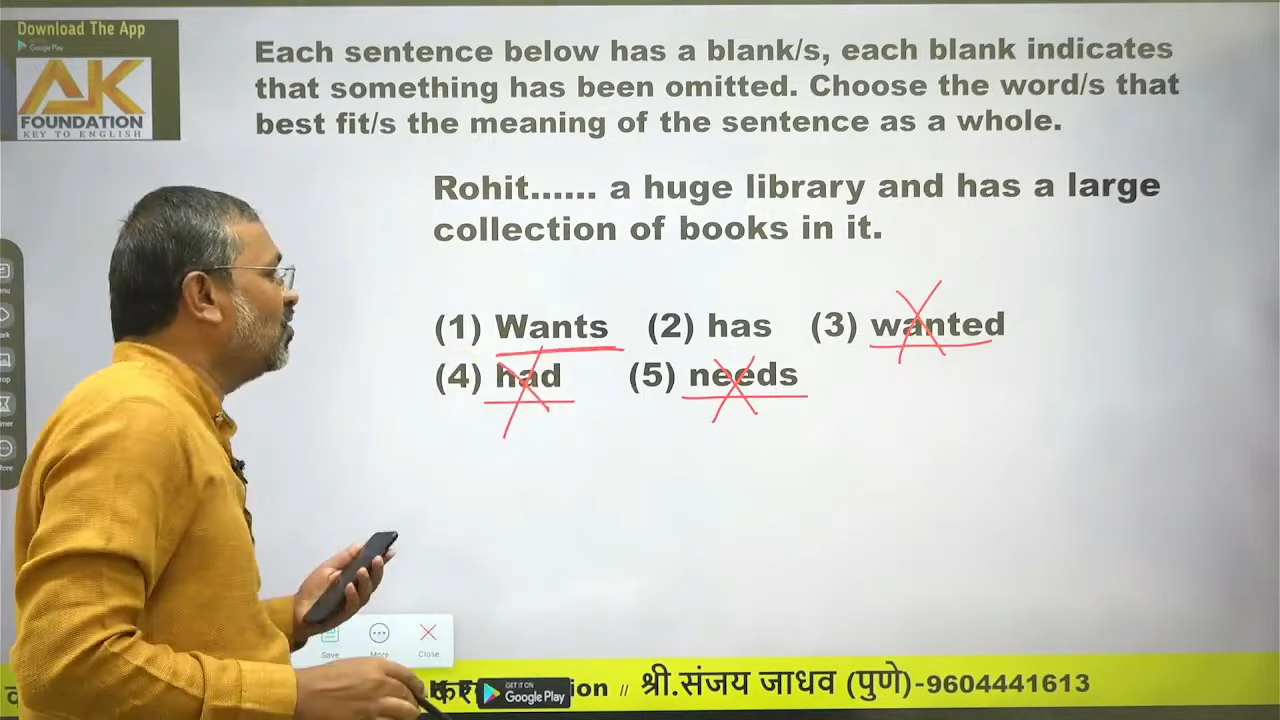 Download The App
Google Play
AK
FOUNDATION
KEY TO ENGLISH
Each sentence below has a blank/s, each blank indicates
that something has been omitted. Choose the word/s that
best fit/s the meaning of the sentence as a whole.
Rohit...... a huge library and has a large
collection of books in it.
(1) Wants (2) has (3) wanted
(4) had (5) needs
Save More Close
GET IT ON
Google Play
// श्री.संजय जाधव (पुणे)-9604441613